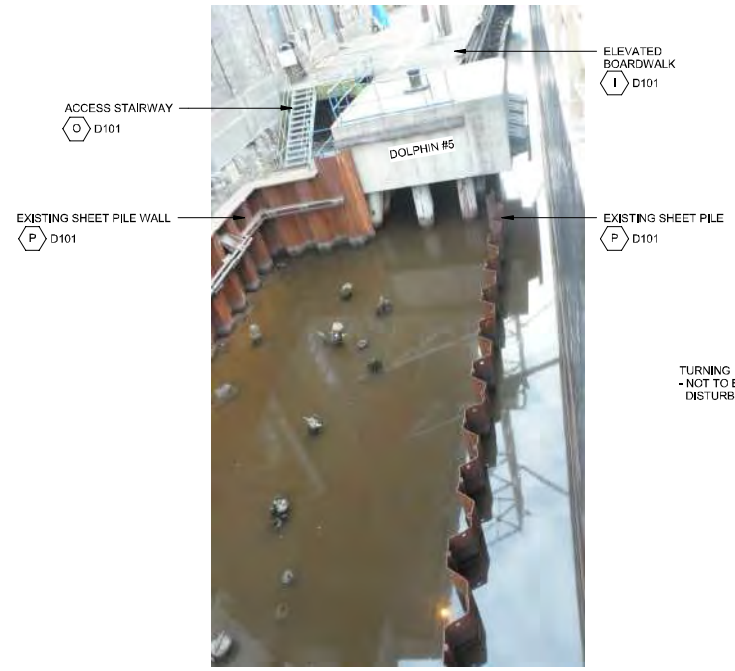 ELEVATED
BOARDWALK
I D101
ACCESS STAIRWAY
O D101
DOLPHIN #5
EXISTING SHEET PILE WALL
P D101
EXISTING SHEET PILE
P D101
TURNING
- NOT TO
DISTURB